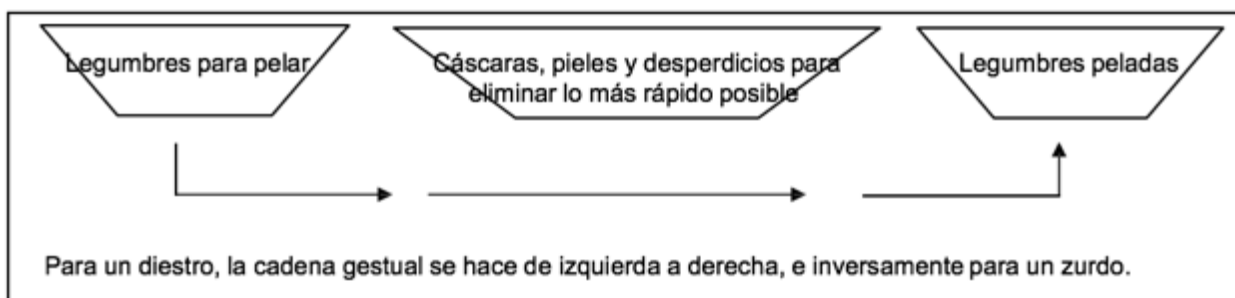 Legumbres para pelar
Cáscaras, pieles y desperdicios para
eliminar lo más rápido posible
Legumbres peladas
Para un diestro, la cadena gestual se hace de izquierda a derecha, e inversamente para un zurdo.